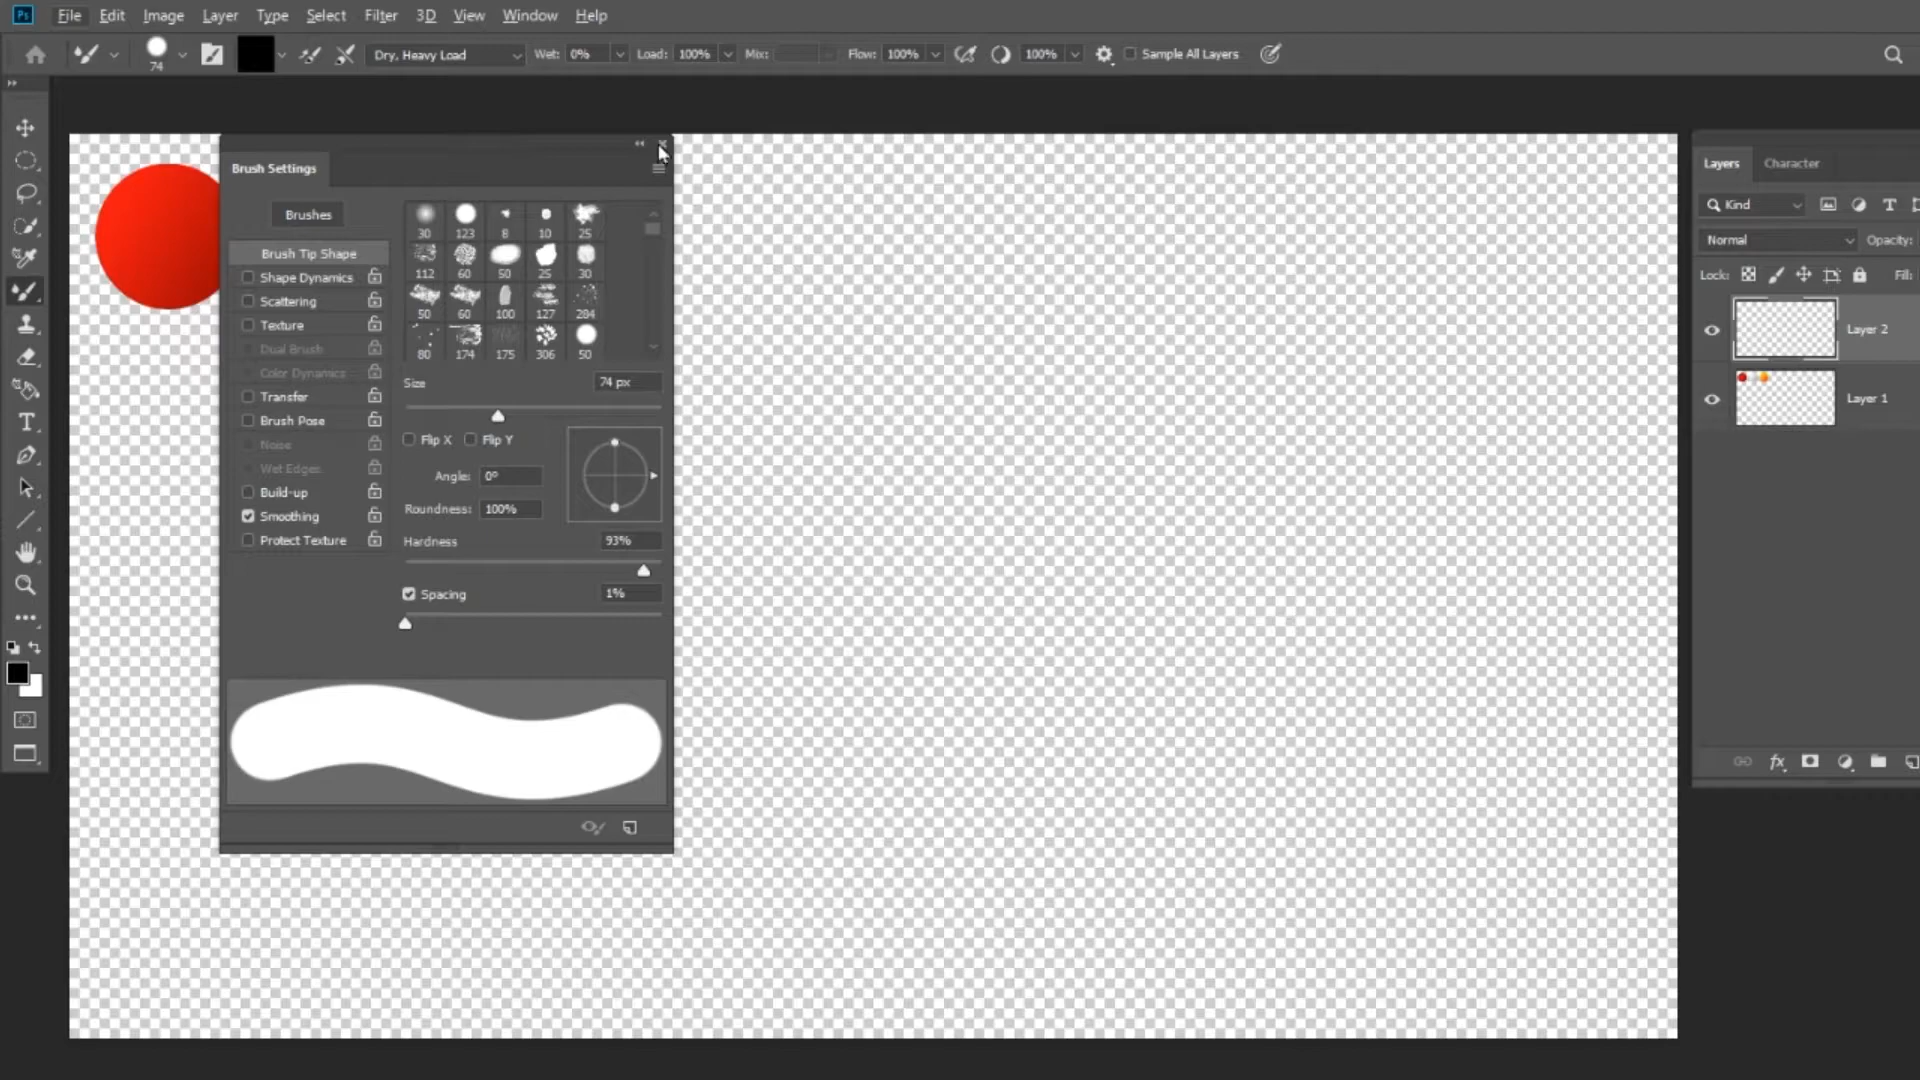 Ps File Edit Image Layer Type Select Filter 3D View Window Help
74 Dry, Heavy Load Wet: 0% Load: 100% Mix: Flow: 100% 100% Sample All Layers
Brush Settings
Brushes
Brush Tip Shape
Shape Dynamics
Scattering
Texture
Dual Brush
Color Dynamics
Transfer
Brush Pose
Noise
Wet Edges
Build-up
Smoothing
Protect Texture
30 123 8 10 25
112 60 50 25 30
50 60 100 127 284
80 174 175 306 50
Size 74 px
Flip X Flip Y
Angle: 0°
Roundness: 100%
Hardness 93%
Spacing 1%
Layers Character
Kind
Normal Opacity:
Lock: Fill:
Layer 2
Layer 1
fx